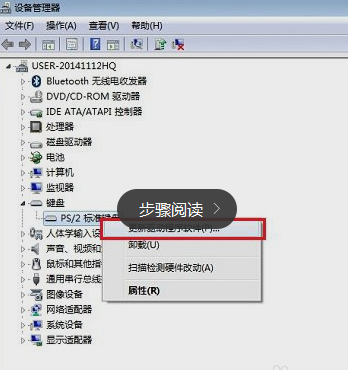 设备管理器
文件(F) 操作(A) 查看(V) 帮助(H)
USER-20141112HQ
Bluetooth 无线电收发器
DVD/CD-ROM 驱动器
IDE ATA/ATAPI 控制器
处理器
磁盘驱动器
电池
计算机
监视器
键盘
步骤阅读
PS/2 标准键盘
更新驱动程序软件(P)...
人体学输入设
卸载(U)
声音、视频和
鼠标和其他指
扫描检测硬件改动(A)
通用串行总线
图像设备
属性(R)
网络适配器
系统设备
显示适配器